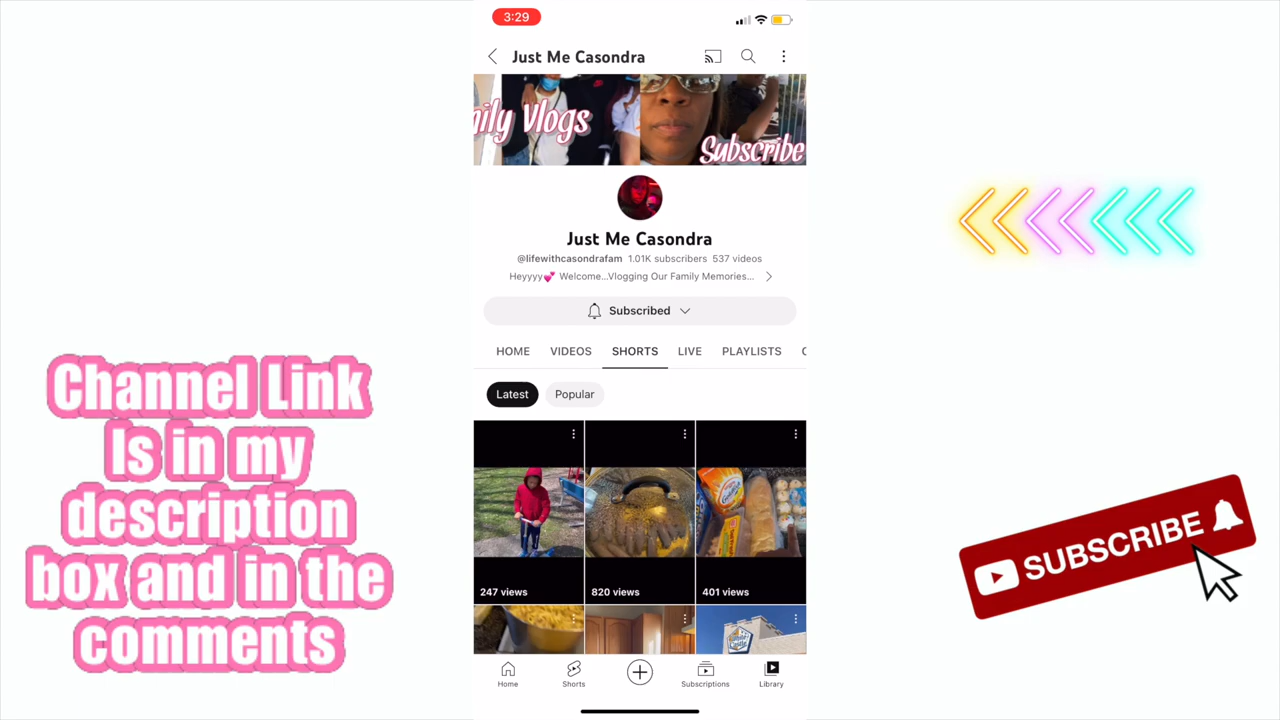 3:29
Just Me Casondra
ily Vlogs
Subscribe
Just Me Casondra
@lifewithcasondrafam 1.01K subscribers 537 videos
Heyyyy💕 Welcome...Vlogging Our Family Memories...
Subscribed
HOME VIDEOS SHORTS LIVE PLAYLISTS C
Latest Popular
247 views 820 views 401 views
Home Shorts Subscriptions Library
Channel Link
Is in my
description
box and in the
comments
SUBSCRIBE